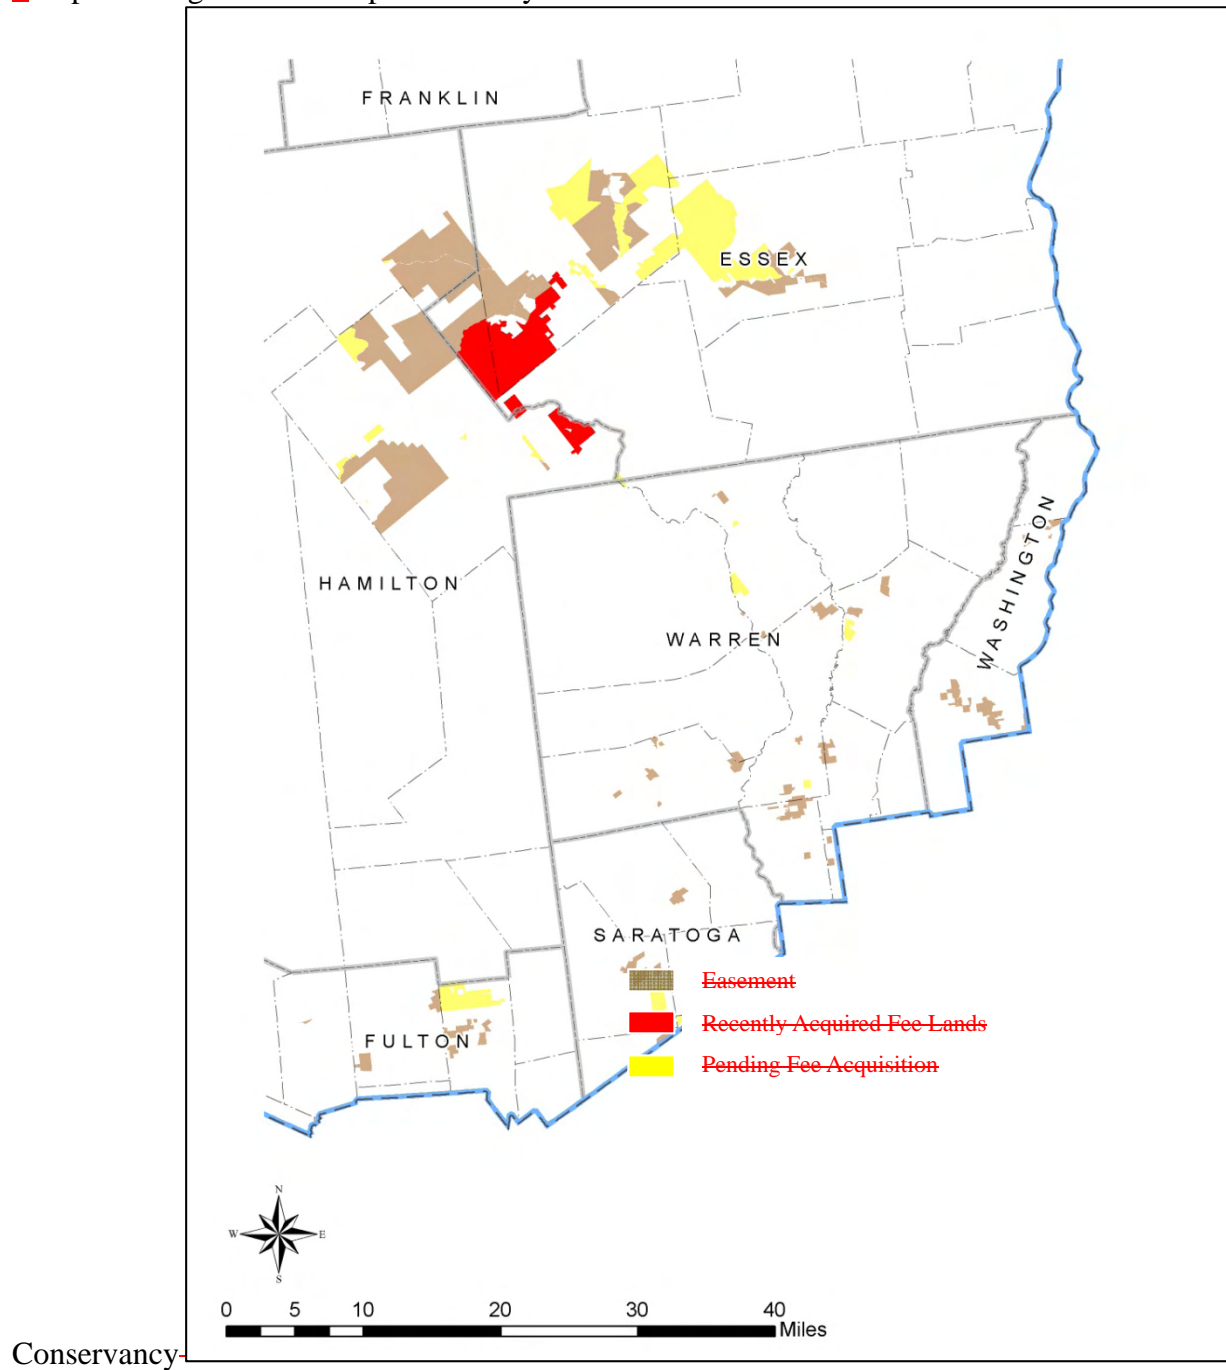 FRANKLIN
ESSEX
HAMILTON
WASHINGTON
WARREN
SARATOGA
Easement
Recently Acquired Fee Lands
FULTON
Pending Fee Acquisition
N
W E
S
0 5 10 20 30 40
Miles
Conservancy